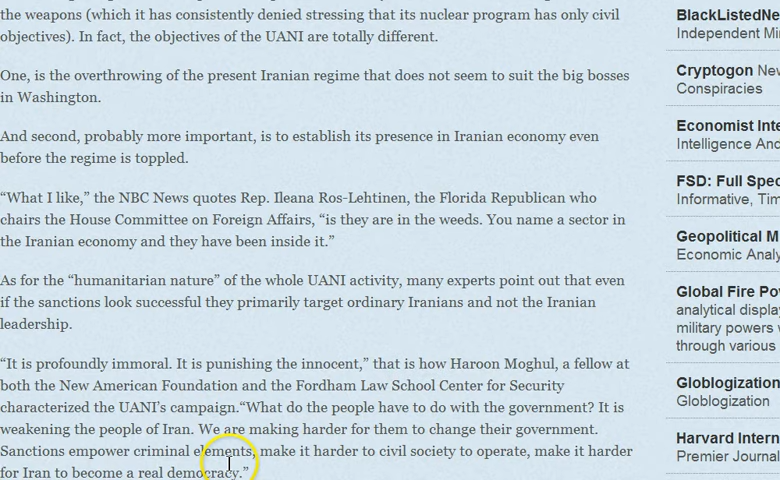 the weapons (which it has consistently denied stressing that its nuclear program has only civil
objectives). In fact, the objectives of the UANI are totally different.
One, is the overthrowing of the present Iranian regime that does not seem to suit the big bosses
in Washington.
And second, probably more important, is to establish its presence in Iranian economy even
before the regime is toppled.
“What I like,” the NBC News quotes Rep. Ileana Ros-Lehtinen, the Florida Republican who
chairs the House Committee on Foreign Affairs, “is they are in the weeds. You name a sector in
the Iranian economy and they have been inside it.”
As for the “humanitarian nature” of the whole UANI activity, many experts point out that even
if the sanctions look successful they primarily target ordinary Iranians and not the Iranian
leadership.
“It is profoundly immoral. It is punishing the innocent,” that is how Haroon Moghul, a fellow at
both the New American Foundation and the Fordham Law School Center for Security
characterized the UANI’s campaign.“What do the people have to do with the government? It is
weakening the people of Iran. We are making harder for them to change their government.
Sanctions empower criminal elements, make it harder to civil society to operate, make it harder
for Iran to become a real democracy.”
BlackListedNe
Independent Mi
Cryptogon New
Conspiracies
Economist Inte
Intelligence And
FSD: Full Spec
Informative, Tim
Geopolitical M
Economic Analy
Global Fire Pov
analytical display
military powers w
through various
Globlogization
Globlogization
Harvard Intern
Premier Journal